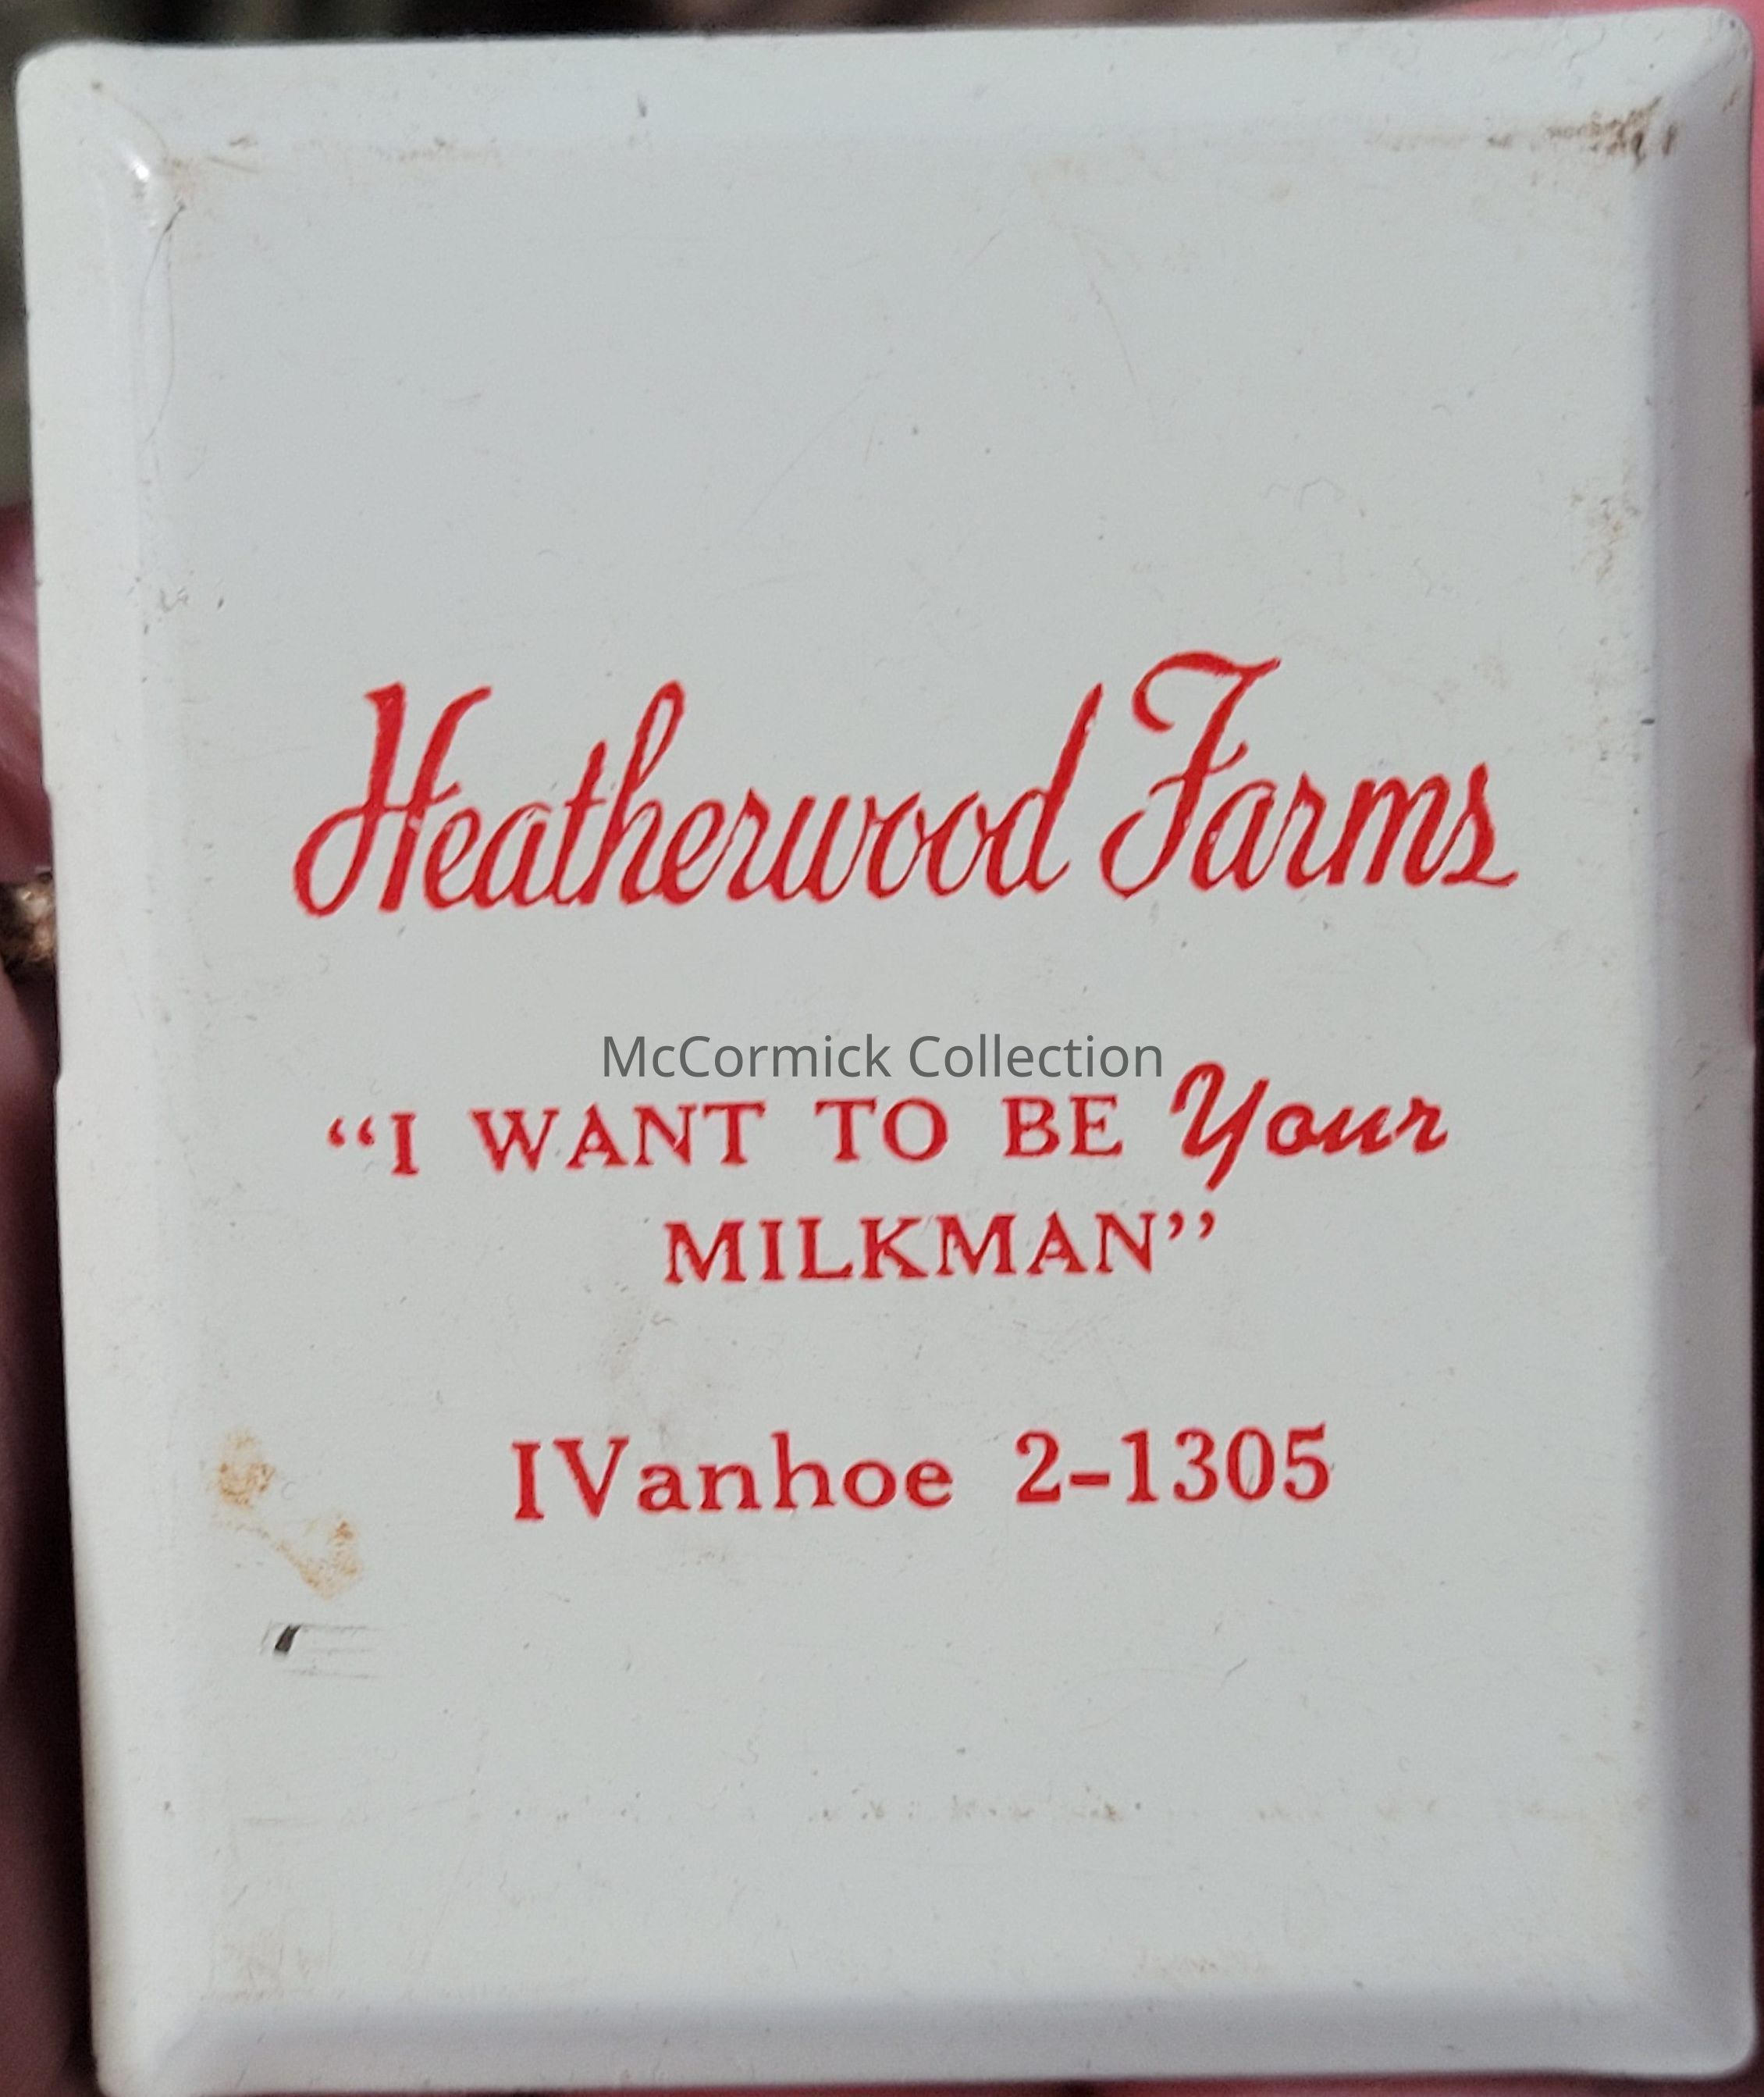 Heatherwood Farms
McCormick Collection
“I WANT TO BE Your
MILKMAN”
IVanhoe 2-1305